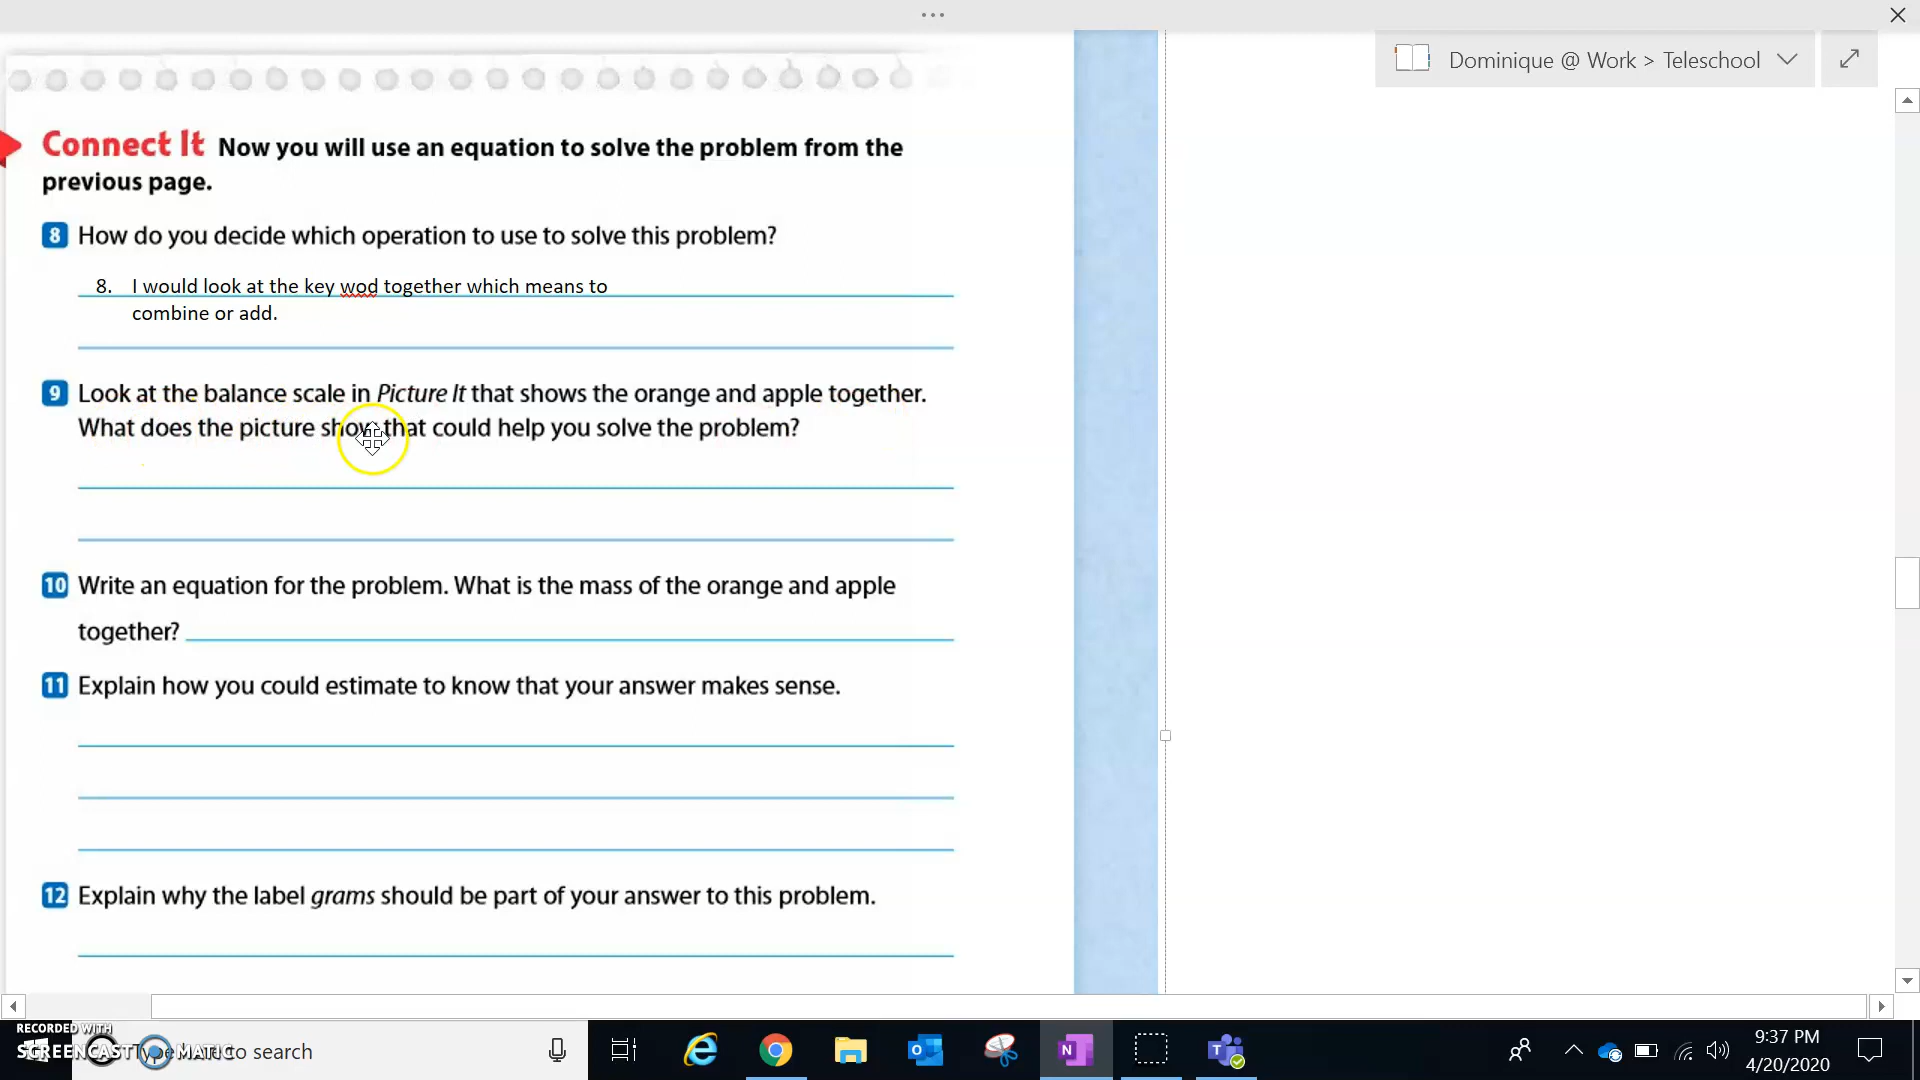 Dominique @ Work > Teleschool
Connect It Now you will use an equation to solve the problem from the
previous page.
8 How do you decide which operation to use to solve this problem?
8. I would look at the key wod together which means to
combine or add.
9 Look at the balance scale in Picture It that shows the orange and apple together.
What does the picture show that could help you solve the problem?
10 Write an equation for the problem. What is the mass of the orange and apple
together?
11 Explain how you could estimate to know that your answer makes sense.
12 Explain why the label grams should be part of your answer to this problem.
RECORDED WITH
SCREENCAST MATIC
to search
9:37 PM
4/20/2020